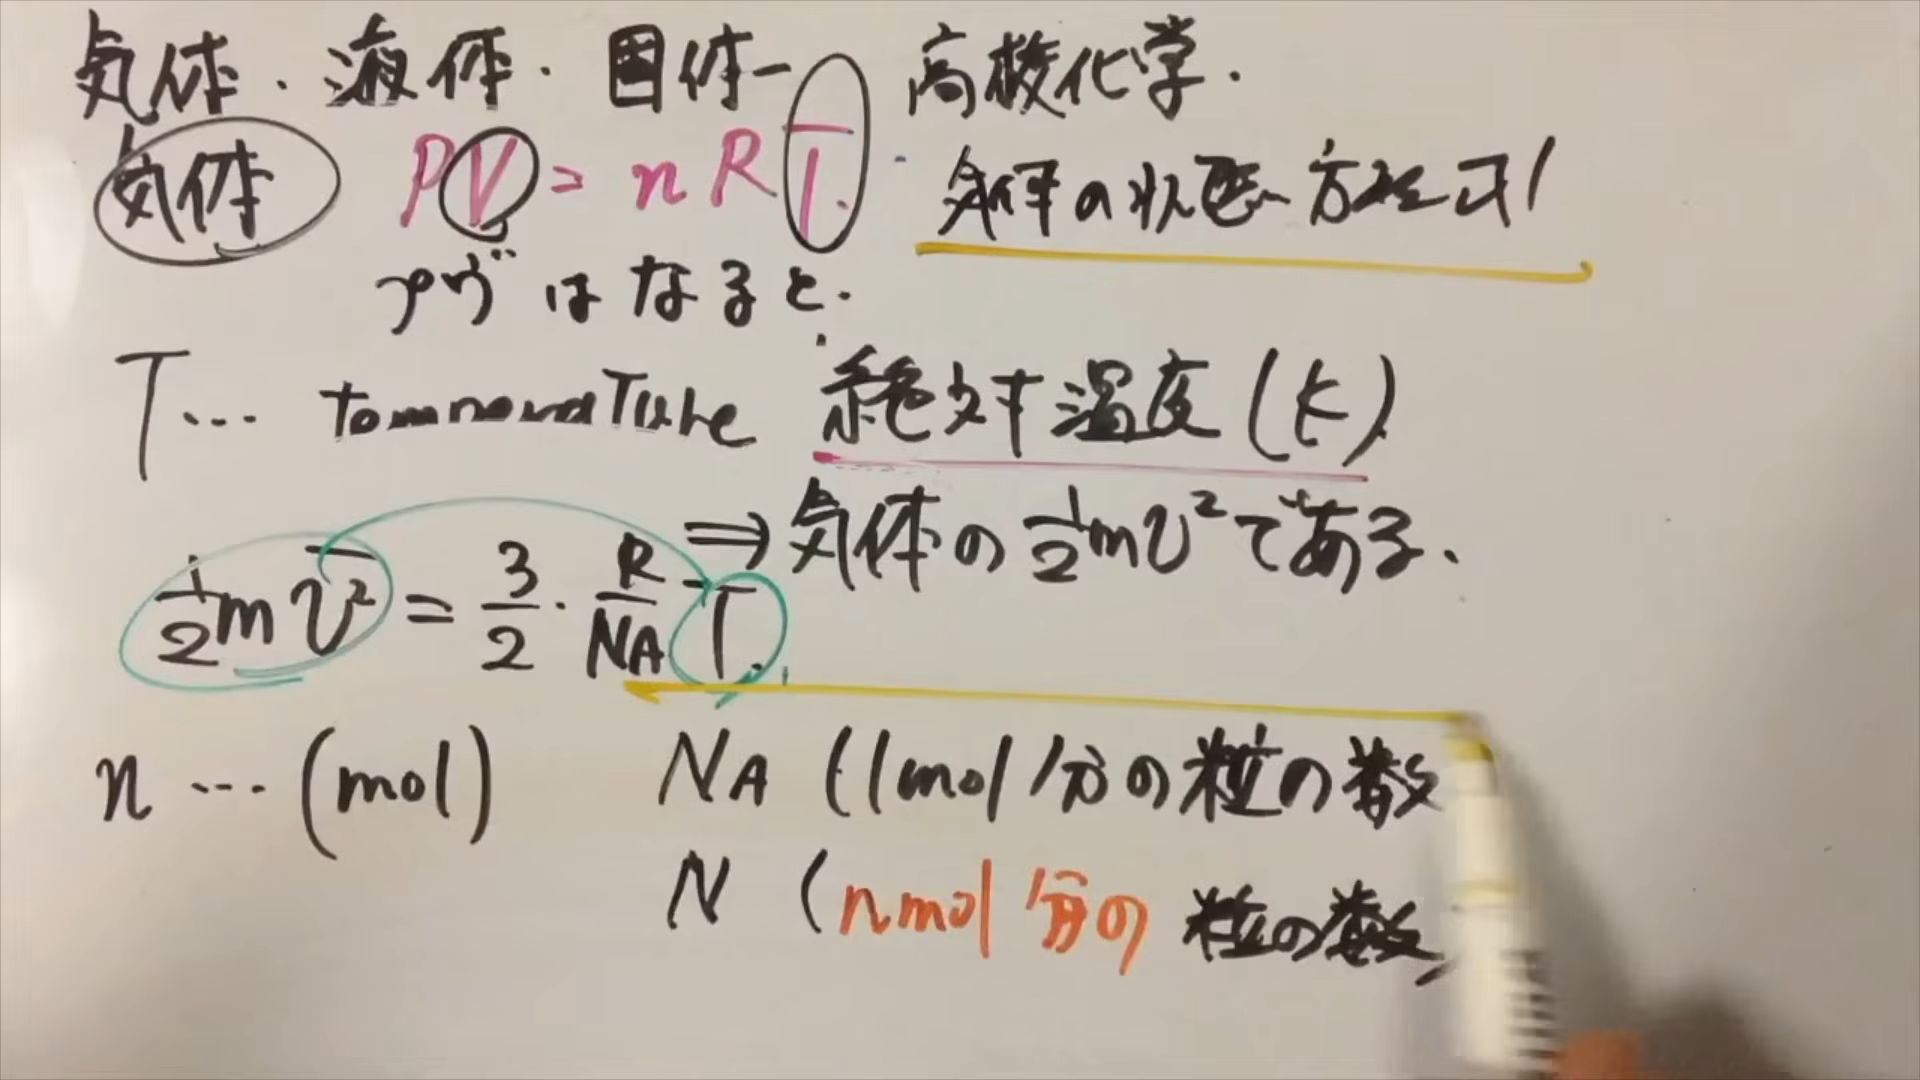 気体・液体・固体ー 高校化学.
気体 PV = nRT. 気体の状態方程式!
プヴはなると.
T… temperature 絶対温度(K)
⇒ 気体の ½mv² である.
½mv̅² = 3/2 · R/NA T.
n … (mol) NA (1mol分の粒の数
N (nmol分の 粒の数)